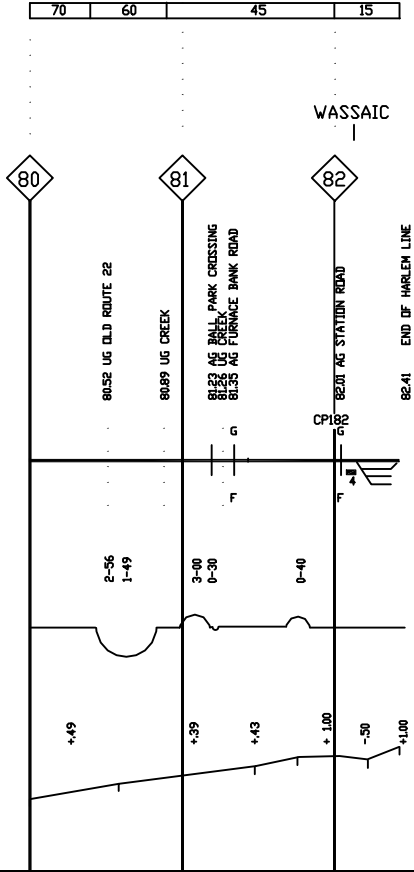 70 60 45 15
WASSAIC
80 81 82
80.52 UG OLD ROUTE 22
80.89 UG CREEK
81.23 AG BALL PARK CROSSING
81.26 UG CREEK
81.35 AG FURNACE BANK ROAD
82.01 AG STATION ROAD
82.41 END OF HARLEM LINE
CP182
G G
4
F F
2-56
1-49
3-00
0-30
0-40
+.49
+.39
+.43
+ 1.00
-.50
+1.00